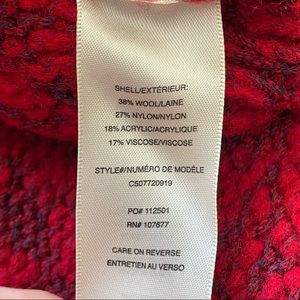 SHELL/EXTÉRIEUR:
38% WOOL/LAINE
27% NYLON/NYLON
18% ACRYLIC/ACRYLIQUE
17% VISCOSE/VISCOSE
STYLE#/NUMÉRO DE MODÈLE
C507720919
PO# 112501
RN# 107677
CARE ON REVERSE
ENTRETIEN AU VERSO